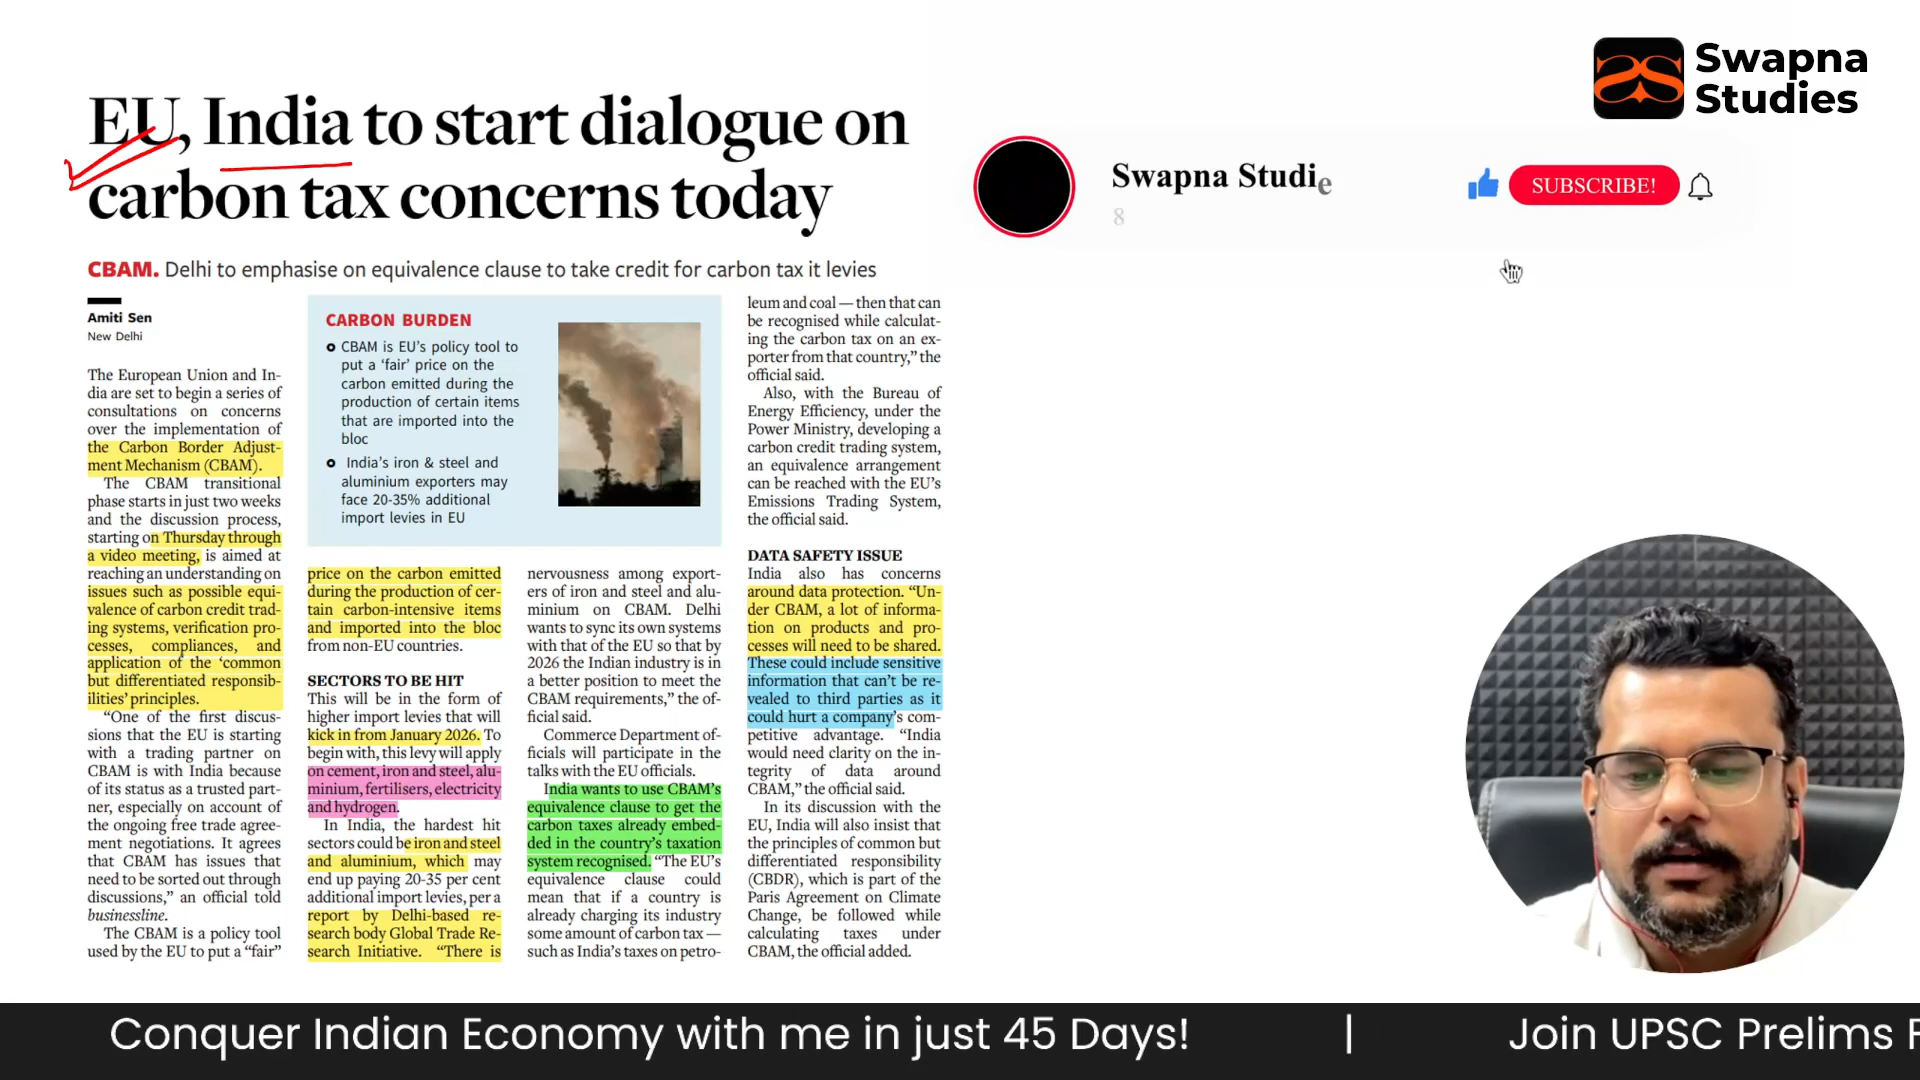 Swapna
Studies
EU, India to start dialogue on
carbon tax concerns today
Swapna Studie
8
SUBSCRIBE!
CBAM. Delhi to emphasise on equivalence clause to take credit for carbon tax it levies
Amiti Sen
New Delhi
The European Union and In-
dia are set to begin a series of
consultations on concerns
over the implementation of
the Carbon Border Adjust-
ment Mechanism (CBAM).
The CBAM transitional
phase starts in just two weeks
and the discussion process,
starting on Thursday through
a video meeting, is aimed at
reaching an understanding on
issues such as possible equi-
valence of carbon credit trad-
ing systems, verification pro-
cesses, compliances, and
application of the ‘common
but differentiated responsib-
ilities’ principles.
“One of the first discus-
sions that the EU is starting
with a trading partner on
CBAM is with India because
of its status as a trusted part-
ner, especially on account of
the ongoing free trade agree-
ment negotiations. It agrees
that CBAM has issues that
need to be sorted out through
discussions,” an official told
businessline.
The CBAM is a policy tool
used by the EU to put a “fair”
CARBON BURDEN
CBAM is EU’s policy tool to
put a ‘fair’ price on the
carbon emitted during the
production of certain items
that are imported into the
bloc
India’s iron & steel and
aluminium exporters may
face 20-35% additional
import levies in EU
price on the carbon emitted
during the production of cer-
tain carbon-intensive items
and imported into the bloc
from non-EU countries.
SECTORS TO BE HIT
This will be in the form of
higher import levies that will
kick in from January 2026. To
begin with, this levy will apply
on cement, iron and steel, alu-
minium, fertilisers, electricity
and hydrogen.
In India, the hardest hit
sectors could be iron and steel
and aluminium, which may
end up paying 20-35 per cent
additional import levies, per a
report by Delhi-based re-
search body Global Trade Re-
search Initiative. “There is
nervousness among export-
ers of iron and steel and alu-
minium on CBAM. Delhi
wants to sync its own systems
with that of the EU so that by
2026 the Indian industry is in
a better position to meet the
CBAM requirements,” the of-
ficial said.
Commerce Department of-
ficials will participate in the
talks with the EU officials.
India wants to use CBAM’s
equivalence clause to get the
carbon taxes already embed-
ded in the country’s taxation
system recognised. “The EU’s
equivalence clause could
mean that if a country is
already charging its industry
some amount of carbon tax —
such as India’s taxes on petro-
leum and coal — then that can
be recognised while calculat-
ing the carbon tax on an ex-
porter from that country,” the
official said.
Also, with the Bureau of
Energy Efficiency, under the
Power Ministry, developing a
carbon credit trading system,
an equivalence arrangement
can be reached with the EU’s
Emissions Trading System,
the official said.
DATA SAFETY ISSUE
India also has concerns
around data protection. “Un-
der CBAM, a lot of informa-
tion on products and pro-
cesses will need to be shared.
These could include sensitive
information that can’t be re-
vealed to third parties as it
could hurt a company’s com-
petitive advantage. “India
would need clarity on the in-
tegrity of data around
CBAM,” the official said.
In its discussion with the
EU, India will also insist that
the principles of common but
differentiated responsibility
(CBDR), which is part of the
Paris Agreement on Climate
Change, be followed while
calculating taxes under
CBAM, the official added.
Conquer Indian Economy with me in just 45 Days! | Join UPSC Prelims F